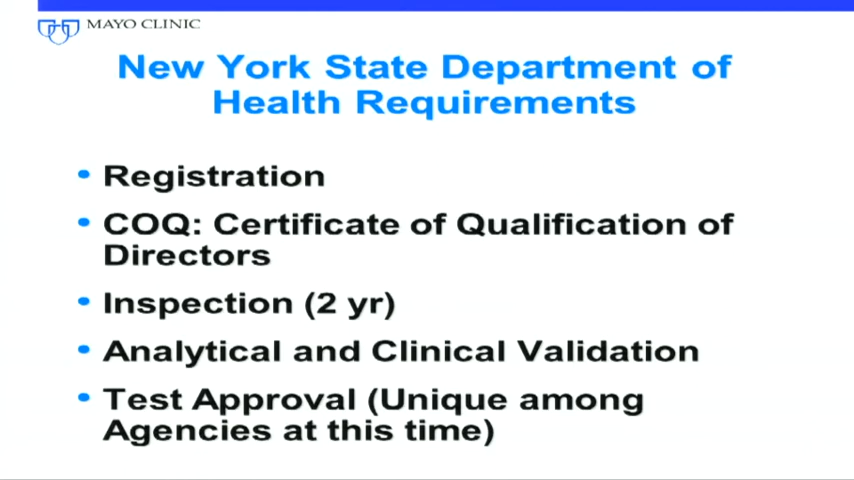 MAYO CLINIC
New York State Department of
Health Requirements
• Registration
• COQ: Certificate of Qualification of
Directors
• Inspection (2 yr)
• Analytical and Clinical Validation
• Test Approval (Unique among
Agencies at this time)